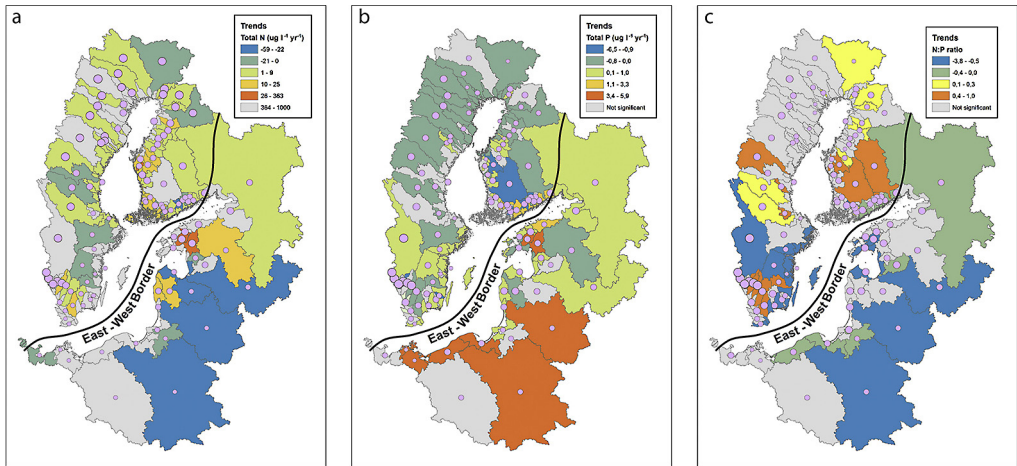 a
Trends
Total N (ug l⁻¹ yr⁻¹)
-59 - -22
-21 - 0
1 - 9
10 - 25
26 - 363
364 - 1000
East -West Border
b
Trends
Total P (ug l⁻¹ yr⁻¹)
-6,5 - -0,9
-0,8 - 0,0
0,1 - 1,0
1,1 - 3,3
3,4 - 5,9
Not significant
East -West Border
c
Trends
N:P ratio
-3,8 - -0,5
-0,4 - 0,0
0,1 - 0,3
0,4 - 1,0
Not significant
East -West Border